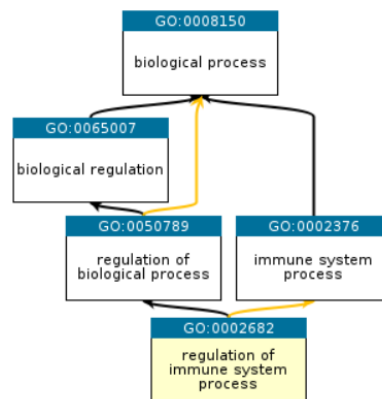 GO:0008150
biological process
GO:0065007
biological regulation
GO:0050789
regulation of
biological process
GO:0002376
immune system
process
GO:0002682
regulation of
immune system
process